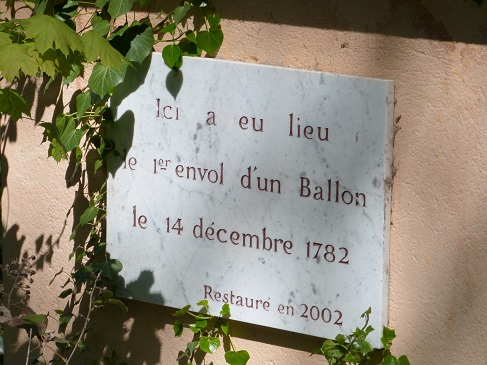 Ici a eu lieu
le 1er envol d'un Ballon
le 14 décembre 1782
Restauré en 2002